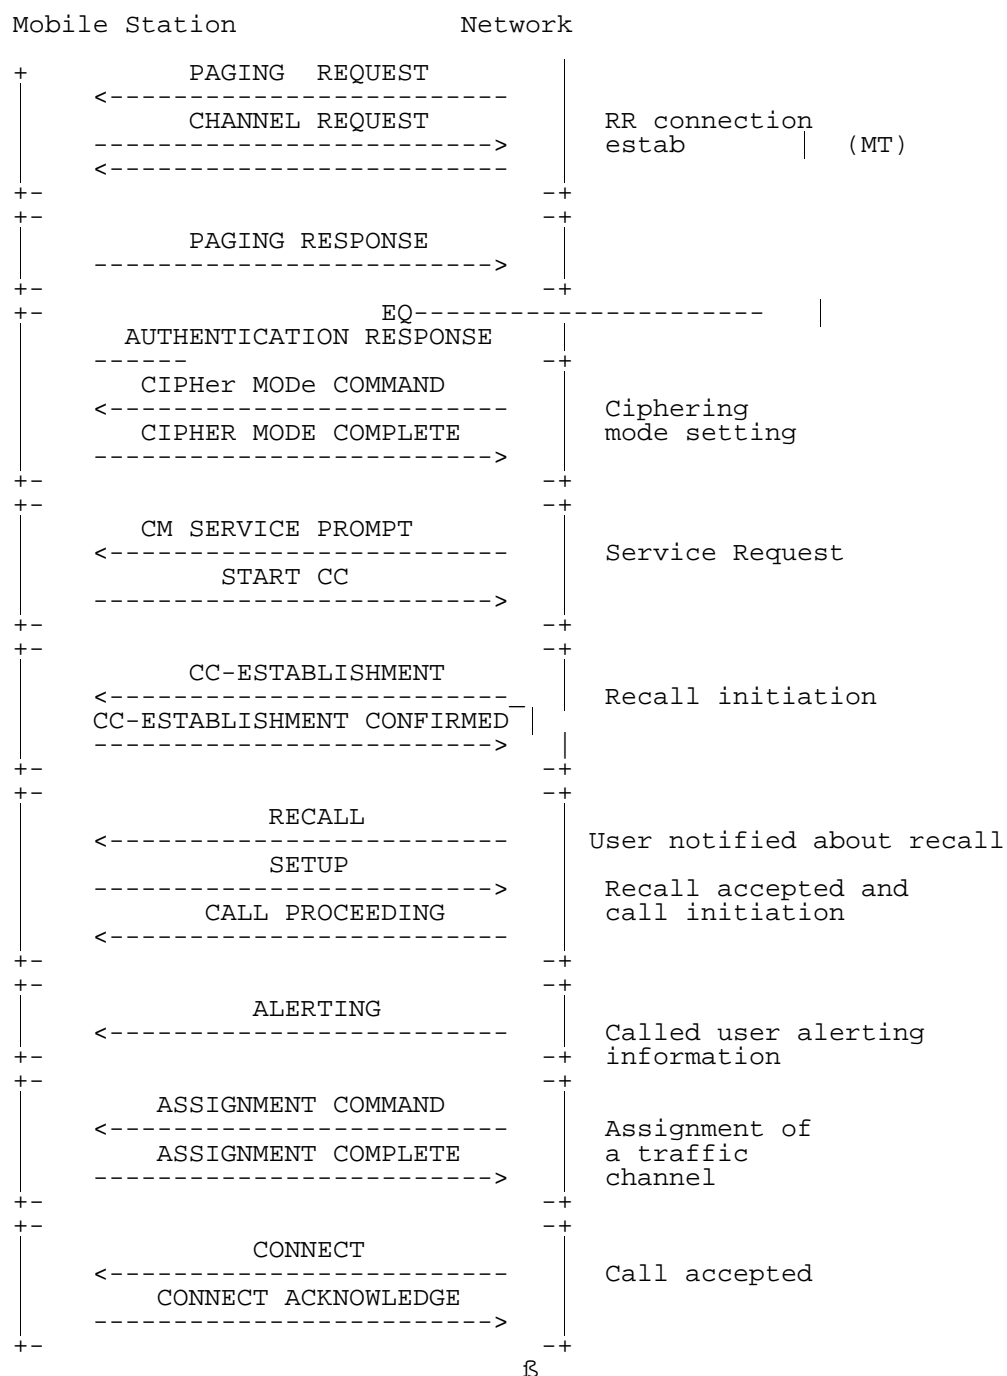 Mobile Station Network
+ PAGING REQUEST
<-------------------------
CHANNEL REQUEST RR connection
-------------------------> estab | (MT)
<-------------------------
+- -+
+- -+
PAGING RESPONSE
------------------------->
+- -+
+- EQ---------------------- |
AUTHENTICATION RESPONSE
------ -+
CIPHer MODe COMMAND
<------------------------- Ciphering
CIPHER MODE COMPLETE mode setting
------------------------->
+- -+
+- -+
CM SERVICE PROMPT
<------------------------- Service Request
START CC
------------------------->
+- -+
+- -+
CC-ESTABLISHMENT
<------------------------- Recall initiation
CC-ESTABLISHMENT CONFIRMED¯ |
-------------------------> |
+- -+
+- -+
RECALL
<------------------------- User notified about recall
SETUP
-------------------------> Recall accepted and
CALL PROCEEDING call initiation
<-------------------------
+- -+
+- -+
ALERTING
<------------------------- Called user alerting
+- -+ information
+- -+
ASSIGNMENT COMMAND
<------------------------- Assignment of
ASSIGNMENT COMPLETE a traffic
-------------------------> channel
+- -+
+- -+
CONNECT
<------------------------- Call accepted
CONNECT ACKNOWLEDGE
------------------------->
+- -+
ß